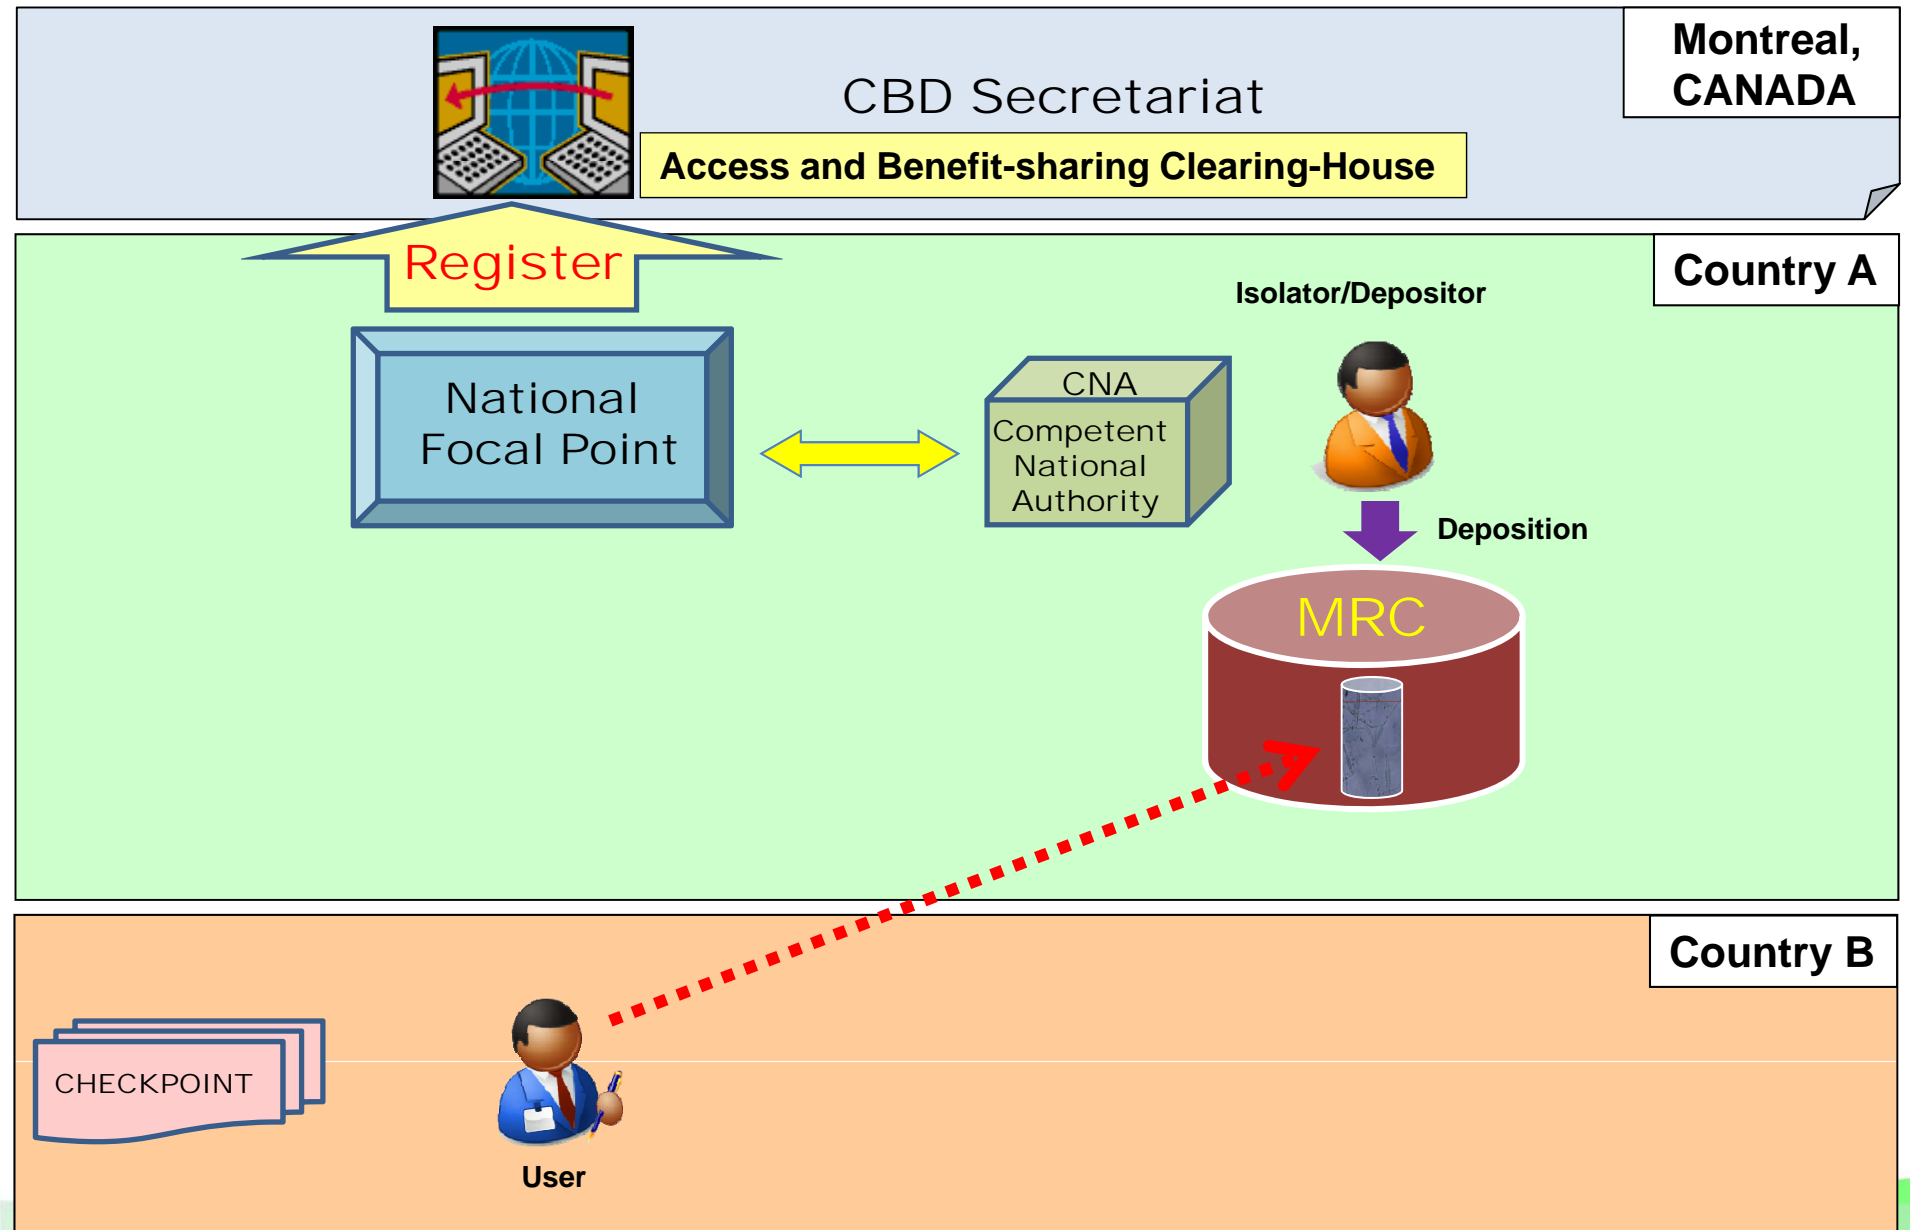 Montreal,
CANADA
CBD Secretariat
Access and Benefit-sharing Clearing-House
Register
Country A
Isolator/Depositor
National
Focal Point
CNA
Competent
National
Authority
Deposition
MRC
Country B
CHECKPOINT
User